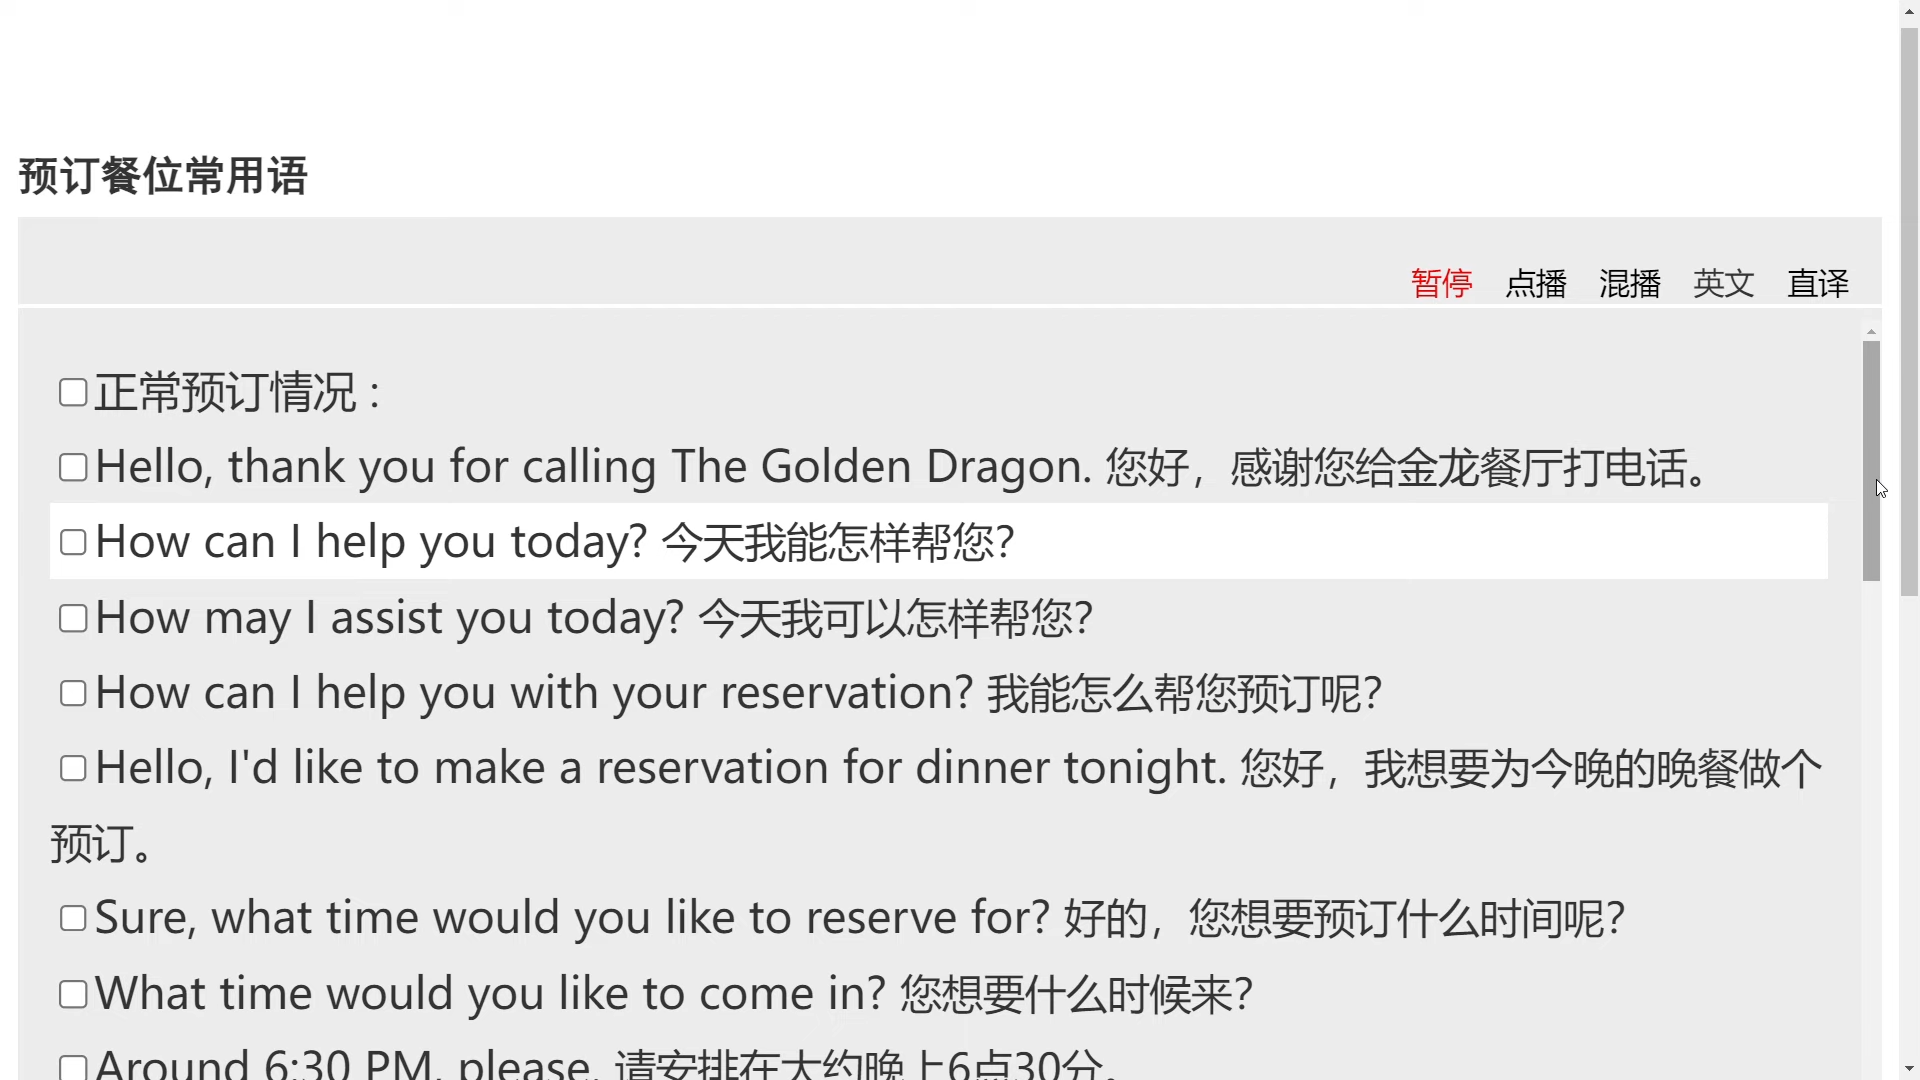 预订餐位常用语
暂停 点播 混播 英文 直译
正常预订情况：
Hello, thank you for calling The Golden Dragon. 您好，感谢您给金龙餐厅打电话。
How can I help you today? 今天我能怎样帮您？
How may I assist you today? 今天我可以怎样帮您？
How can I help you with your reservation? 我能怎么帮您预订呢？
Hello, I'd like to make a reservation for dinner tonight. 您好，我想要为今晚的晚餐做个
预订。
Sure, what time would you like to reserve for? 好的，您想要预订什么时间呢？
What time would you like to come in? 您想要什么时候来？
Around 6:30 PM, please. 请安排在大约晚上6点30分。